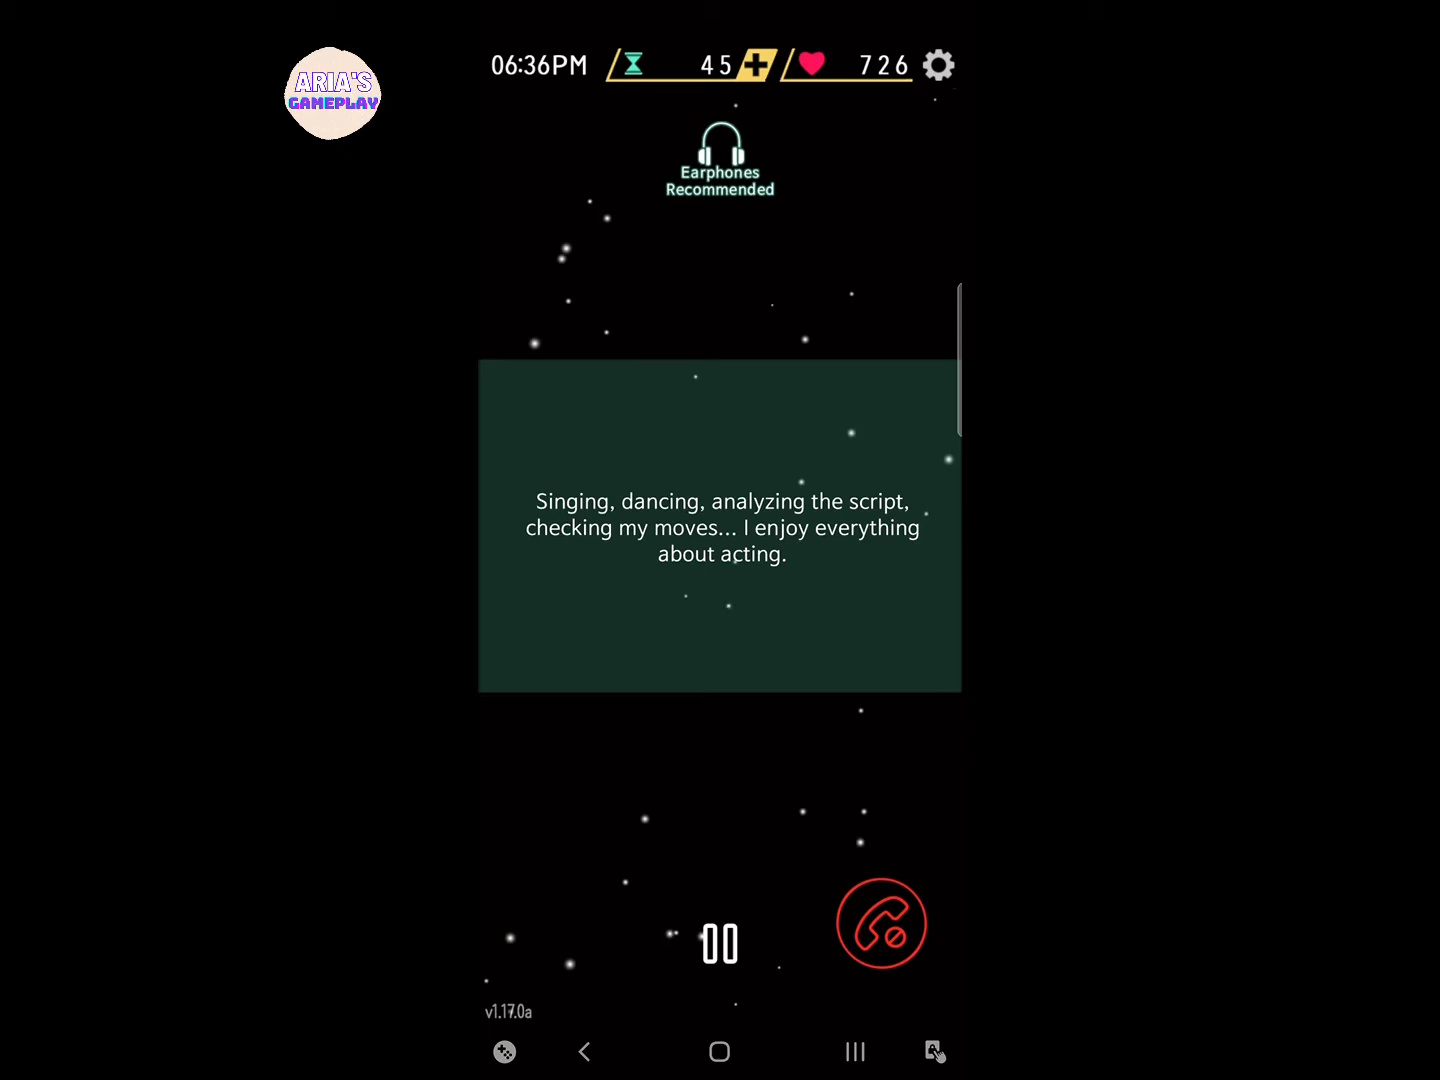 ARIA'S
GAMEPLAY
06:36PM
45
726
Earphones
Recommended
Singing, dancing, analyzing the script,
checking my moves... I enjoy everything
about acting.
v1.17.0a